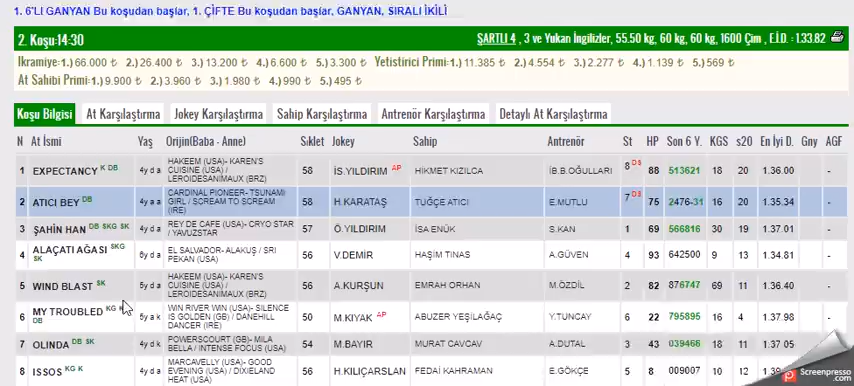 1. 6'LI GANYAN Bu koşudan başlar, 1. ÇİFTE Bu koşudan başlar, GANYAN, SIRALI İKİLİ
2. Koşu:14:30 ŞARTLI 4 , 3 ve Yukarı İngilizler, 55.50 kg, 60 kg, 60 kg, 1600 Çim , E.İ.D. : 1.33.82
Ikramiye:1.) 66.000 ₺ 2.) 26.400 ₺ 3.) 13.200 ₺ 4.) 6.600 ₺ 5.) 3.300 ₺ Yetistirici Primi:1.) 11.385 ₺ 2.) 4.554 ₺ 3.) 2.277 ₺ 4.) 1.139 ₺ 5.) 569 ₺
At Sahibi Primi:1.) 9.900 ₺ 2.) 3.960 ₺ 3.) 1.980 ₺ 4.) 990 ₺ 5.) 495 ₺
Koşu Bilgisi At Karşılaştırma Jokey Karşılaştırma Sahip Karşılaştırma Antrenör Karşılaştırma Detaylı At Karşılaştırma
N At İsmi Yaş Orijin(Baba - Anne) Sıklet Jokey Sahip Antrenör St HP Son 6 Y. KGS s20 En İyi D. Gny AGF
1 EXPECTANCY K DB 4y d a HAKEEM (USA)- KAREN'S CUISINE (USA) / LEROIDESANIMAUX (BRZ) 58 İS.YILDIRIM AP HİKMET KIZILCA İB.B.OĞULLARI 8 DS 88 513621 18 20 1.36.00 -
2 ATICI BEY DB 4y a a CARDINAL PIONEER- TSUNAMI GIRL / SCREAM TO SCREAM (IRE) 58 H.KARATAŞ TUĞÇE ATICI E.MUTLU 7 DS 75 2476-31 16 20 1.35.34 -
3 ŞAHİN HAN DB SKG SK 4y d a REY DE CAFE (USA)- CRYO STAR / YAVUZSTAR 57 Ö.YILDIRIM İSA ENÜK S.KAN 1 69 566816 30 19 1.37.01 -
4 ALAÇATI AĞASI SKG SK 6y d a EL SALVADOR- ALAKUŞ / SRI PEKAN (USA) 56 V.DEMİR HAŞİM TINAS A.GÜVEN 4 93 642500 9 13 1.34.81 -
5 WIND BLAST SK 5y d a HAKEEM (USA)- KAREN'S CUISINE (USA) / LEROIDESANIMAUX (BRZ) 56 A.KURŞUN EMRAH ORHAN M.ÖZDİL 2 82 876747 69 11 1.36.40 -
6 MY TROUBLED KG K DB 5y a k WIN RIVER WIN (USA)- SILENCE IS GOLDEN (GB) / DANEHILL DANCER (IRE) 50 M.KIYAK AP ABUZER YEŞİLAĞAÇ Y.TUNCAY 6 22 795895 16 4 1.37.98 -
7 OLINDA DB SK 4y d k POWERSCOURT (GB)- MILA BELLA / INTENSE FOCUS (USA) 54 M.BAYIR MURAT CAVCAV A.DUTAL 3 43 039466 18 11 1.37.05
8 ISSOS KG K 5y d a MARCAVELLY (USA)- GOOD EVENING (USA) / DIXIELAND HEAT (USA) 56 H.KILIÇARSLAN FEDAİ KAHRAMAN E.GÖKÇE 5 8 009007 10 12
Screenpresso
.com